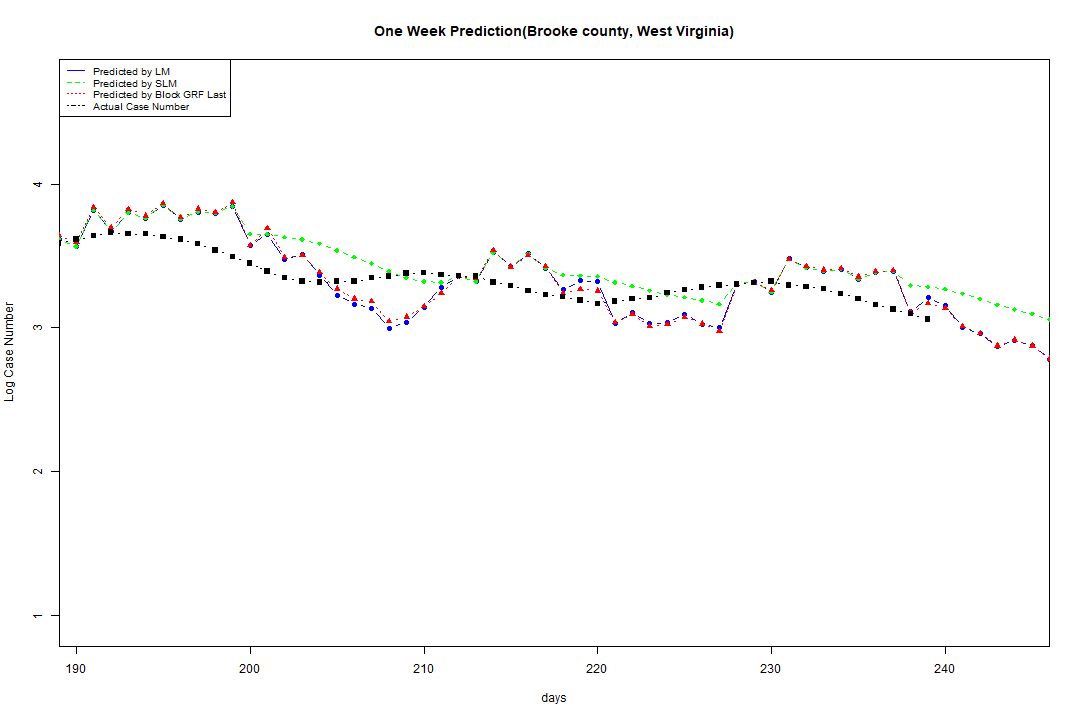 One Week Prediction(Brooke county, West Virginia)
Predicted by LM
Predicted by SLM
Predicted by Block GRF Last
Actual Case Number
4
3
2
1
Log Case Number
190 200 210 220 230 240
days